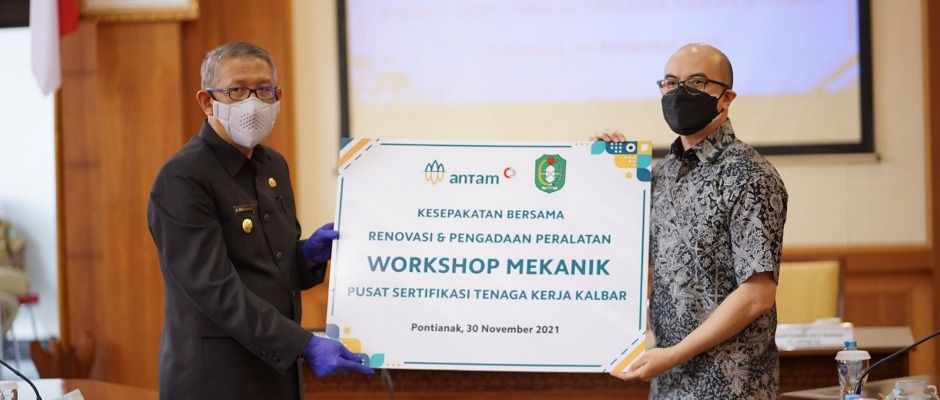 antam
KESEPAKATAN BERSAMA
RENOVASI & PENGADAAN PERALATAN
WORKSHOP MEKANIK
PUSAT SERTIFIKASI TENAGA KERJA KALBAR
Pontianak, 30 November 2021